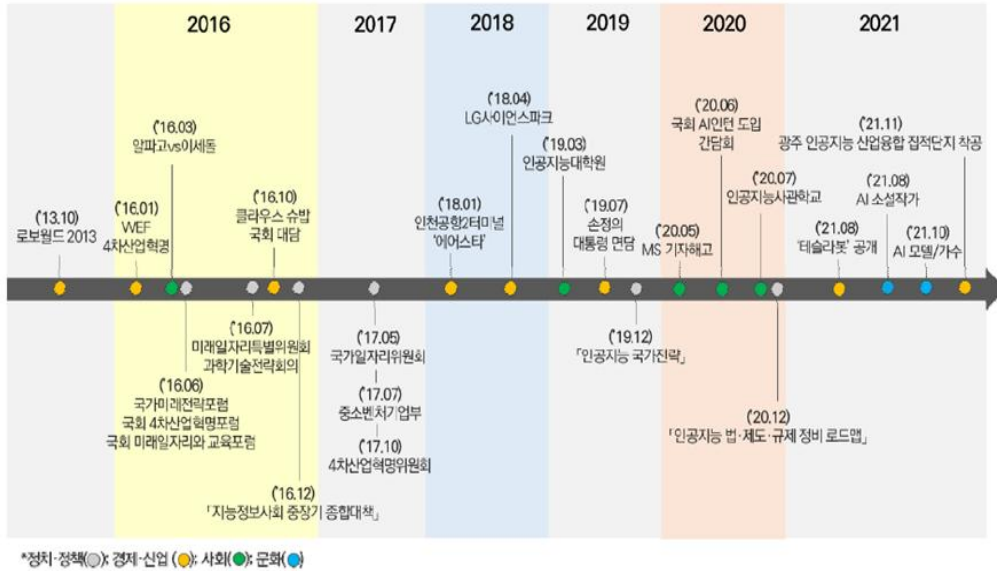 2016
2017
2018
2019
2020
2021
('13.10)
로보월드 2013
('16.01)
WEF
4차산업혁명
('16.03)
알파고vs이세돌
('16.10)
클라우스 슈밥
국회 대담
('18.01)
인천공항2터미널
'에어스타'
('18.04)
LG사이언스파크
('19.03)
인공지능대학원
('19.07)
손정의
대통령 면담
('20.05)
MS 기자해고
('20.06)
국회 AI인턴 도입
간담회
('20.07)
인공지능사관학교
('21.08)
'테슬라봇' 공개
('21.08)
AI 소설작가
('21.10)
AI 모델/가수
('21.11)
광주 인공지능 산업융합 집적단지 착공
('16.06)
국가미래전략포럼
국회 4차산업혁명포럼
국회 미래일자리와 교육포럼
('16.07)
미래일자리특별위원회
과학기술전략회의
('16.12)
「지능정보사회 중장기 종합대책」
('17.05)
국가일자리위원회
('17.07)
중소벤처기업부
('17.10)
4차산업혁명위원회
('19.12)
「인공지능 국가전략」
('20.12)
「인공지능 법·제도·규제 정비 로드맵」
*정치·정책( ); 경제·산업 ( ); 사회( ); 문화( )